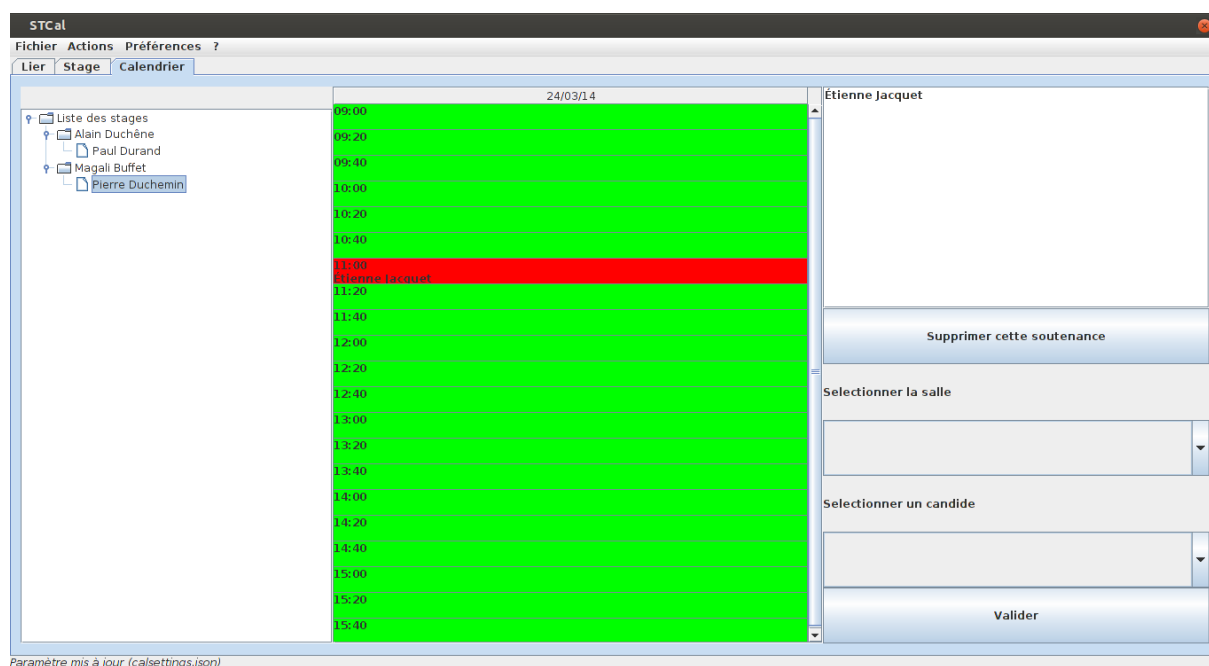 STCal
Fichier Actions Préférences ?
Lier Stage Calendrier
Liste des stages
Alain Duchêne
Paul Durand
Magali Buffet
Pierre Duchemin
24/03/14
09:00
09:20
09:40
10:00
10:20
10:40
11:00
Étienne Jacquet
11:20
11:40
12:00
12:20
12:40
13:00
13:20
13:40
14:00
14:20
14:40
15:00
15:20
15:40
Étienne Jacquet
Supprimer cette soutenance
Selectionner la salle
Selectionner un candide
Valider
Paramètre mis à jour (calsettings.json)